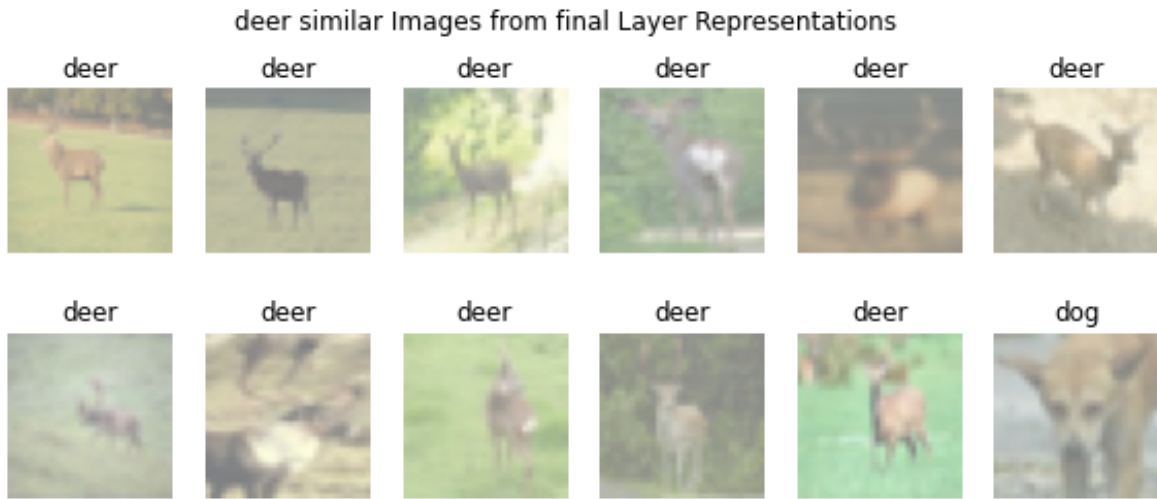 deer similar Images from final Layer Representations
deer deer deer deer deer deer
deer deer deer deer deer dog